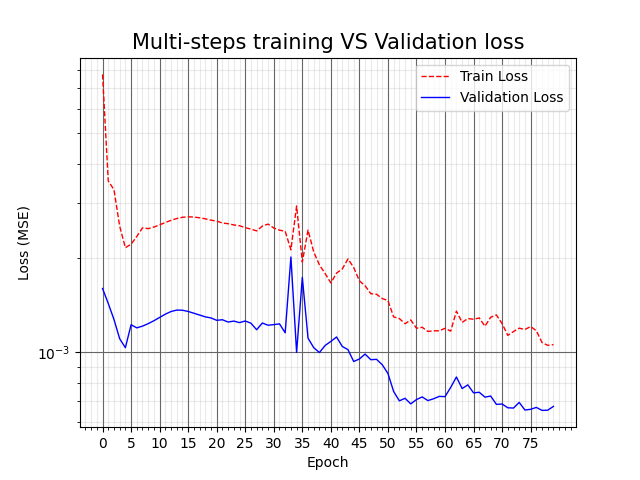 Multi-steps training VS Validation loss
Train Loss
Validation Loss
Loss (MSE)
10⁻³
0 5 10 15 20 25 30 35 40 45 50 55 60 65 70 75
Epoch